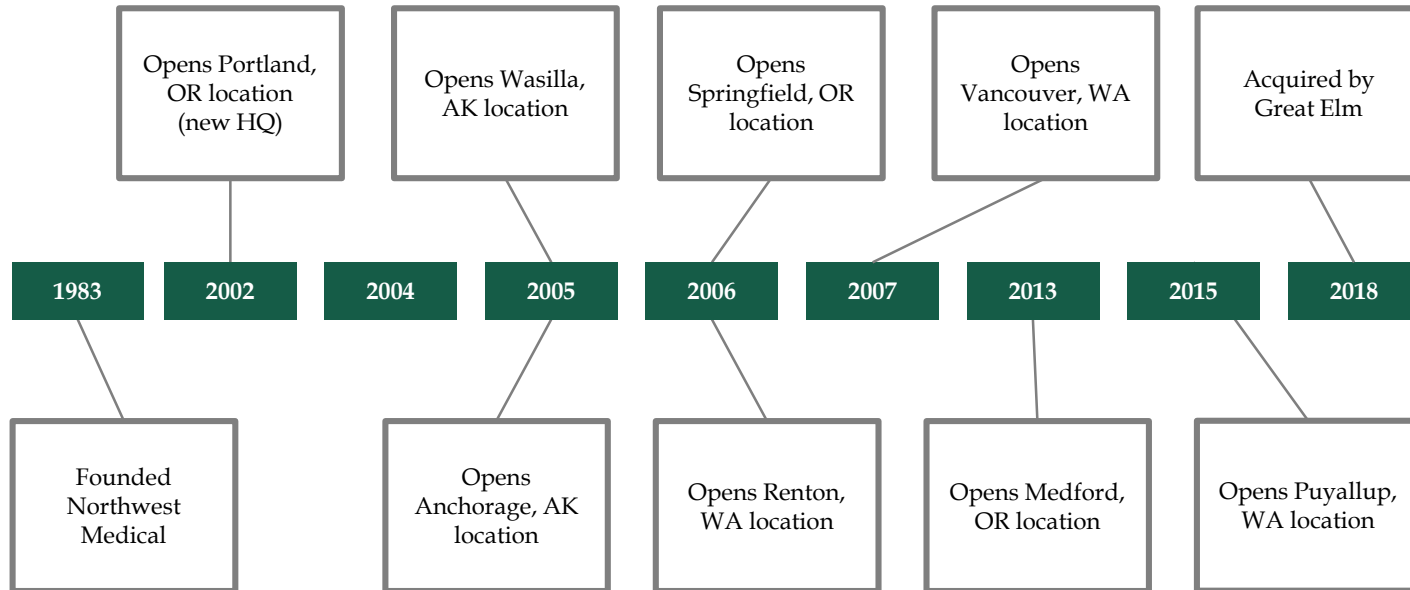 Opens Portland,
OR location
(new HQ)
Opens Wasilla,
AK location
Opens
Springfield, OR
location
Opens
Vancouver, WA
location
Acquired by
Great Elm
1983
2002
2004
2005
2006
2007
2013
2015
2018
Founded
Northwest
Medical
Opens
Anchorage, AK
location
Opens Renton,
WA location
Opens Medford,
OR location
Opens Puyallup,
WA location